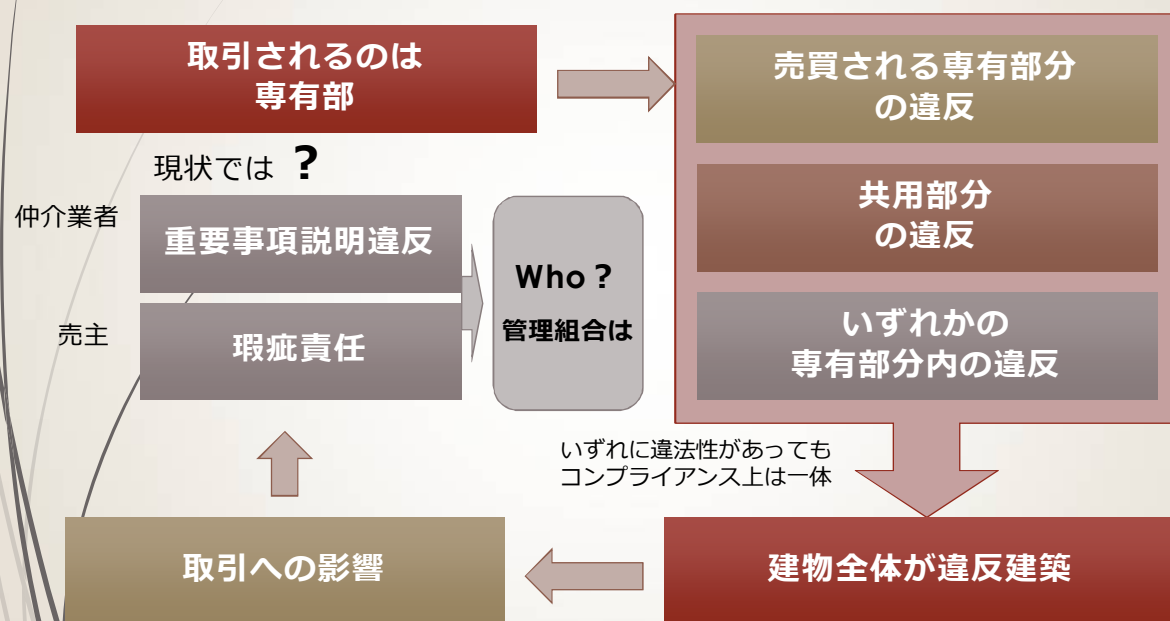 取引されるのは
専有部
売買される専有部分
の違反
共用部分
の違反
いずれかの
専有部分内の違反
現状では ?
仲介業者
重要事項説明違反
売主
瑕疵責任
Who ?
管理組合は
いずれに違法性があっても
コンプライアンス上は一体
建物全体が違反建築
取引への影響